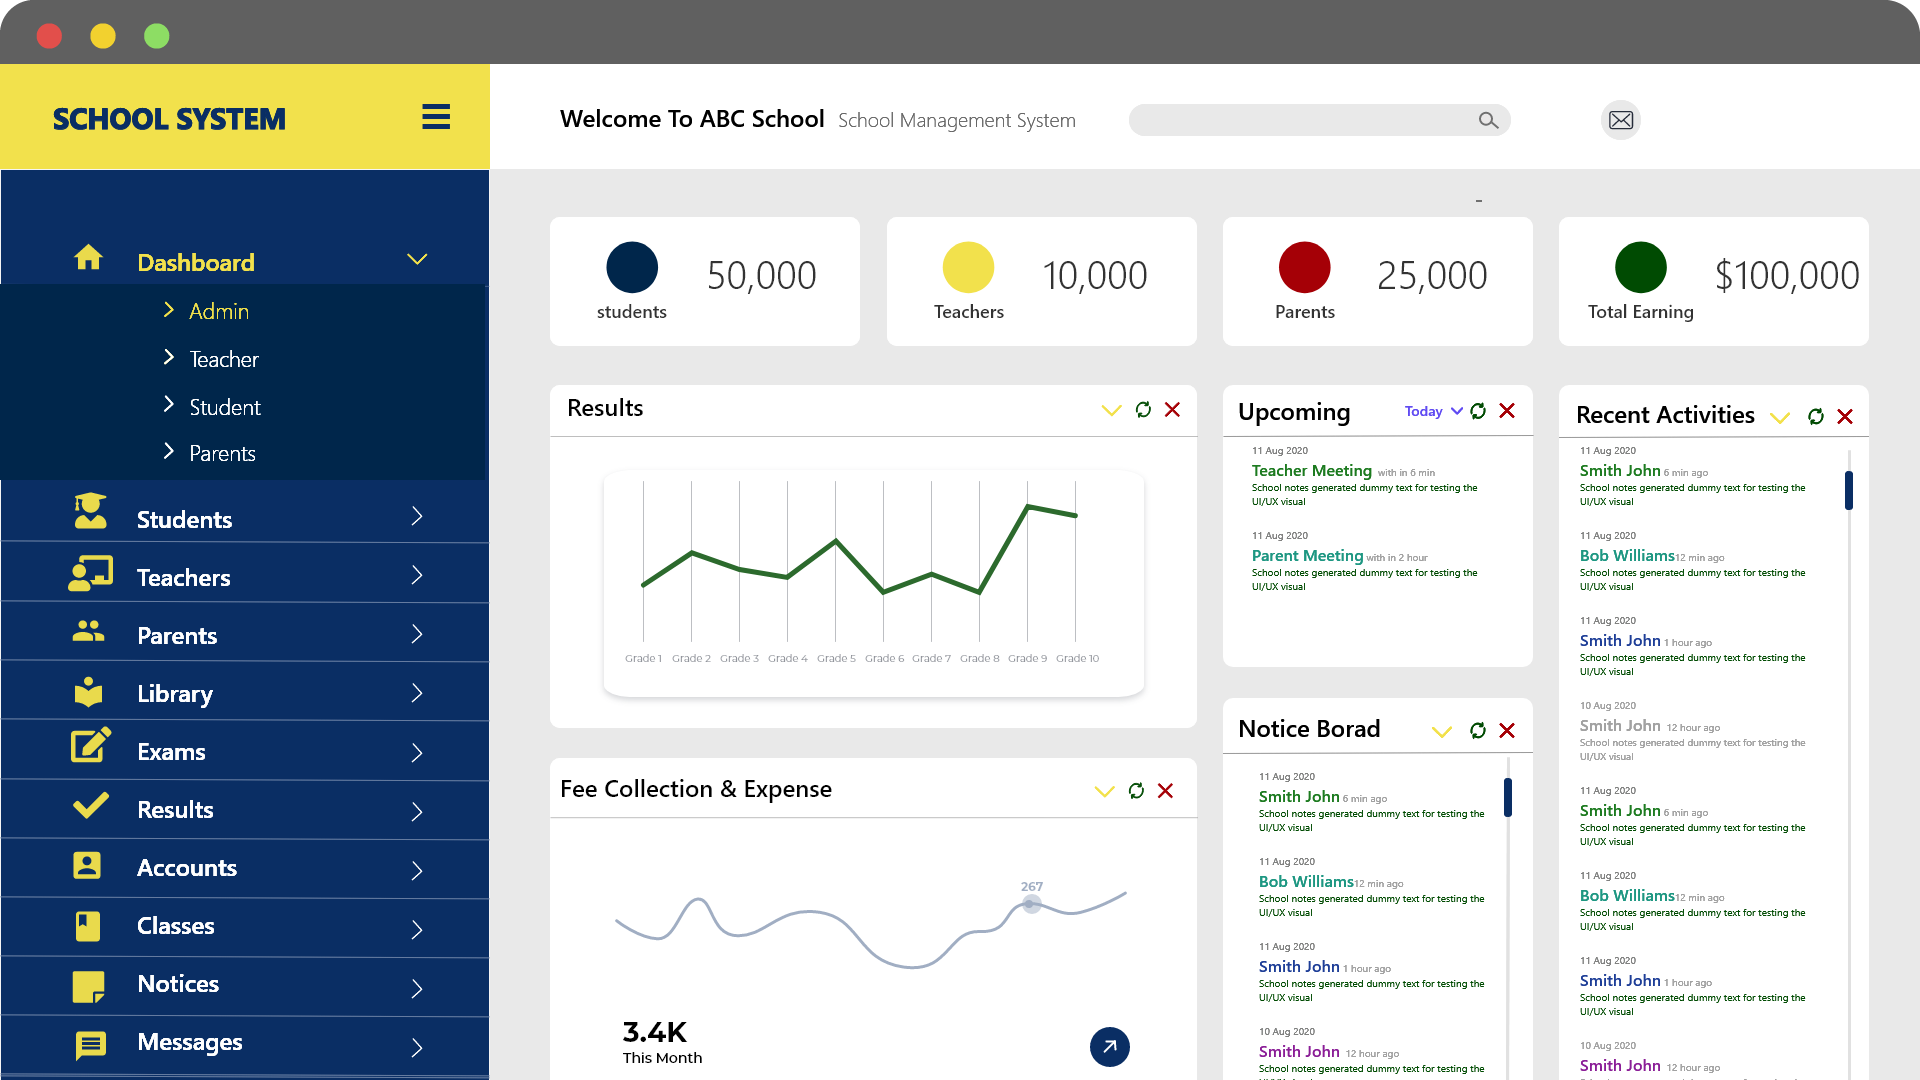 SCHOOL SYSTEM
Welcome To ABC School School Management System
Dashboard
Admin
Teacher
Student
Parents
Students
Teachers
Parents
Library
Exams
Results
Accounts
Classes
Notices
Messages
students
50,000
Teachers
10,000
Parents
25,000
Total Earning
$100,000
Results
Grade 1 Grade 2 Grade 3 Grade 4 Grade 5 Grade 6 Grade 7 Grade 8 Grade 9 Grade 10
Fee Collection & Expense
267
3.4K
This Month
Upcoming
Today
11 Aug 2020
Teacher Meeting with in 6 min
School notes generated dummy text for testing the
UI/UX visual
11 Aug 2020
Parent Meeting with in 2 hour
School notes generated dummy text for testing the
UI/UX visual
Notice Borad
11 Aug 2020
Smith John 6 min ago
School notes generated dummy text for testing the
UI/UX visual
11 Aug 2020
Bob Williams 12 min ago
School notes generated dummy text for testing the
UI/UX visual
11 Aug 2020
Smith John 1 hour ago
School notes generated dummy text for testing the
UI/UX visual
10 Aug 2020
Smith John 12 hour ago
Recent Activities
11 Aug 2020
Smith John 6 min ago
School notes generated dummy text for testing the
UI/UX visual
11 Aug 2020
Bob Williams 12 min ago
School notes generated dummy text for testing the
UI/UX visual
11 Aug 2020
Smith John 1 hour ago
School notes generated dummy text for testing the
UI/UX visual
10 Aug 2020
Smith John 12 hour ago
School notes generated dummy text for testing the
UI/UX visual
11 Aug 2020
Smith John 6 min ago
School notes generated dummy text for testing the
UI/UX visual
11 Aug 2020
Bob Williams 12 min ago
School notes generated dummy text for testing the
UI/UX visual
11 Aug 2020
Smith John 1 hour ago
School notes generated dummy text for testing the
UI/UX visual
10 Aug 2020
Smith John 12 hour ago